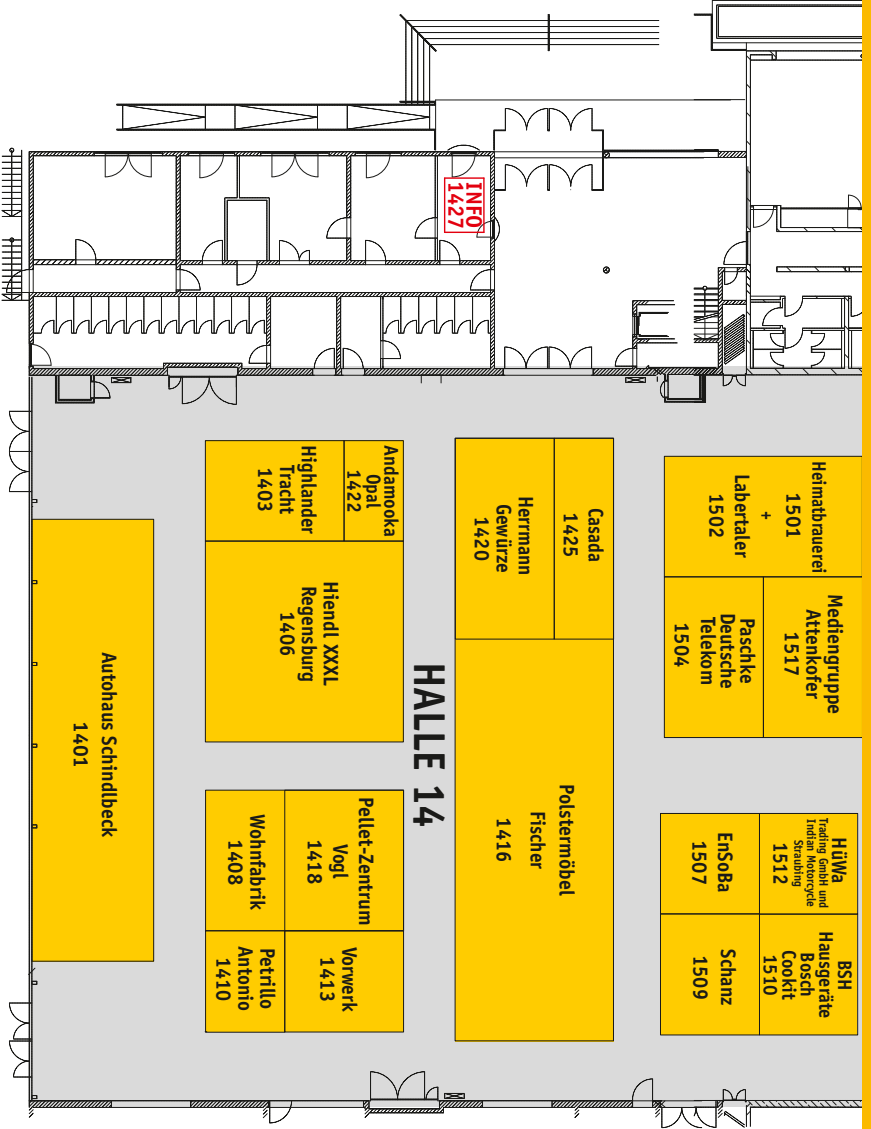 INFO
1427
Heimatbrauerei
1501
+
Labertaler
1502
Mediengruppe
Attenkofer
1517
Paschke
Deutsche
Telekom
1504
HüWa
Trading GmbH und
Indian Motorcycle
Straubing
1512
BSH
Hausgeräte
Bosch
Cookit
1510
EnSoBa
1507
Schanz
1509
Casada
1425
Herrmann
Gewürze
1420
Polstermöbel
Fischer
1416
HALLE 14
Andamooka
Opal
1422
Highlander
Tracht
1403
Hiendl XXXL
Regensburg
1406
Pellet-Zentrum
Vogl
1418
Vorwerk
1413
Wohnfabrik
1408
Petrillo
Antonio
1410
Autohaus Schindlbeck
1401